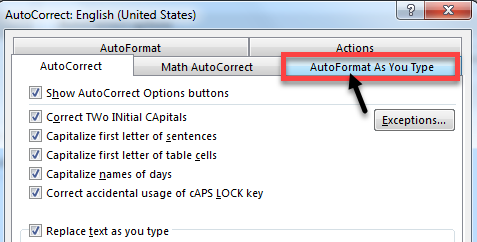 AutoCorrect: English (United States)
?
AutoFormat Actions
AutoCorrect Math AutoCorrect AutoFormat As You Type
Show AutoCorrect Options buttons
Correct TWo INitial CApitals
Exceptions...
Capitalize first letter of sentences
Capitalize first letter of table cells
Capitalize names of days
Correct accidental usage of cAPS LOCK key
Replace text as you type